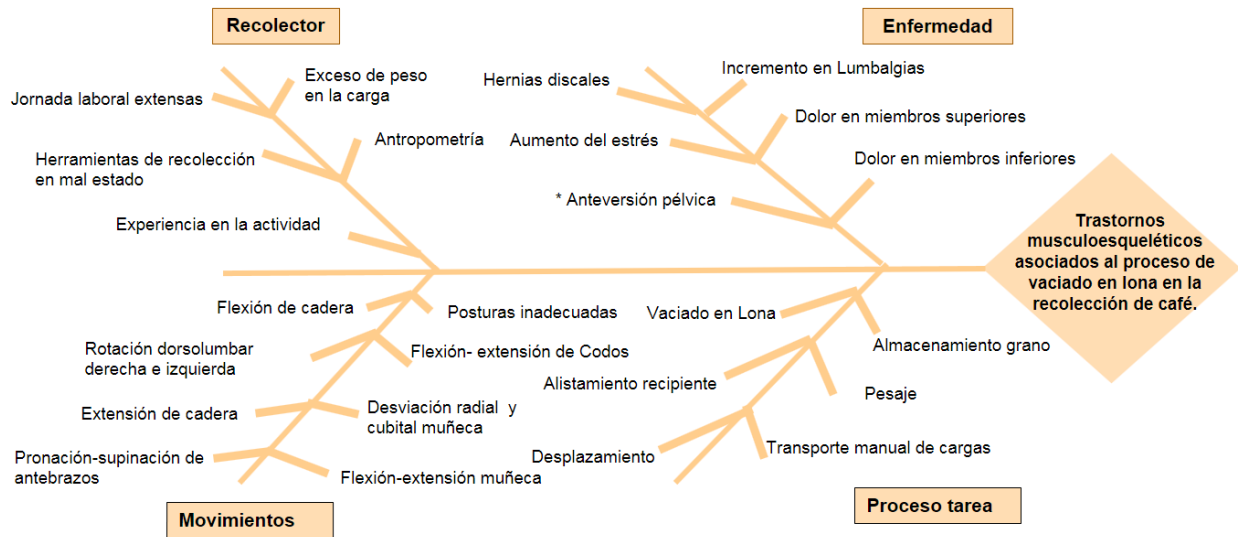 Recolector
Enfermedad
Jornada laboral extensas
Exceso de peso
en la carga
Herramientas de recolección
en mal estado
Antropometría
Experiencia en la actividad
Hernias discales
Incremento en Lumbalgias
Aumento del estrés
Dolor en miembros superiores
* Anteversión pélvica
Dolor en miembros inferiores
Trastornos
musculoesqueléticos
asociados al proceso de
vaciado en lona en la
recolección de café.
Flexión de cadera
Posturas inadecuadas
Rotación dorsolumbar
derecha e izquierda
Flexión- extensión de Codos
Extensión de cadera
Desviación radial y
cubital muñeca
Pronación-supinación de
antebrazos
Flexión-extensión muñeca
Vaciado en Lona
Almacenamiento grano
Alistamiento recipiente
Pesaje
Desplazamiento
Transporte manual de cargas
Movimientos
Proceso tarea